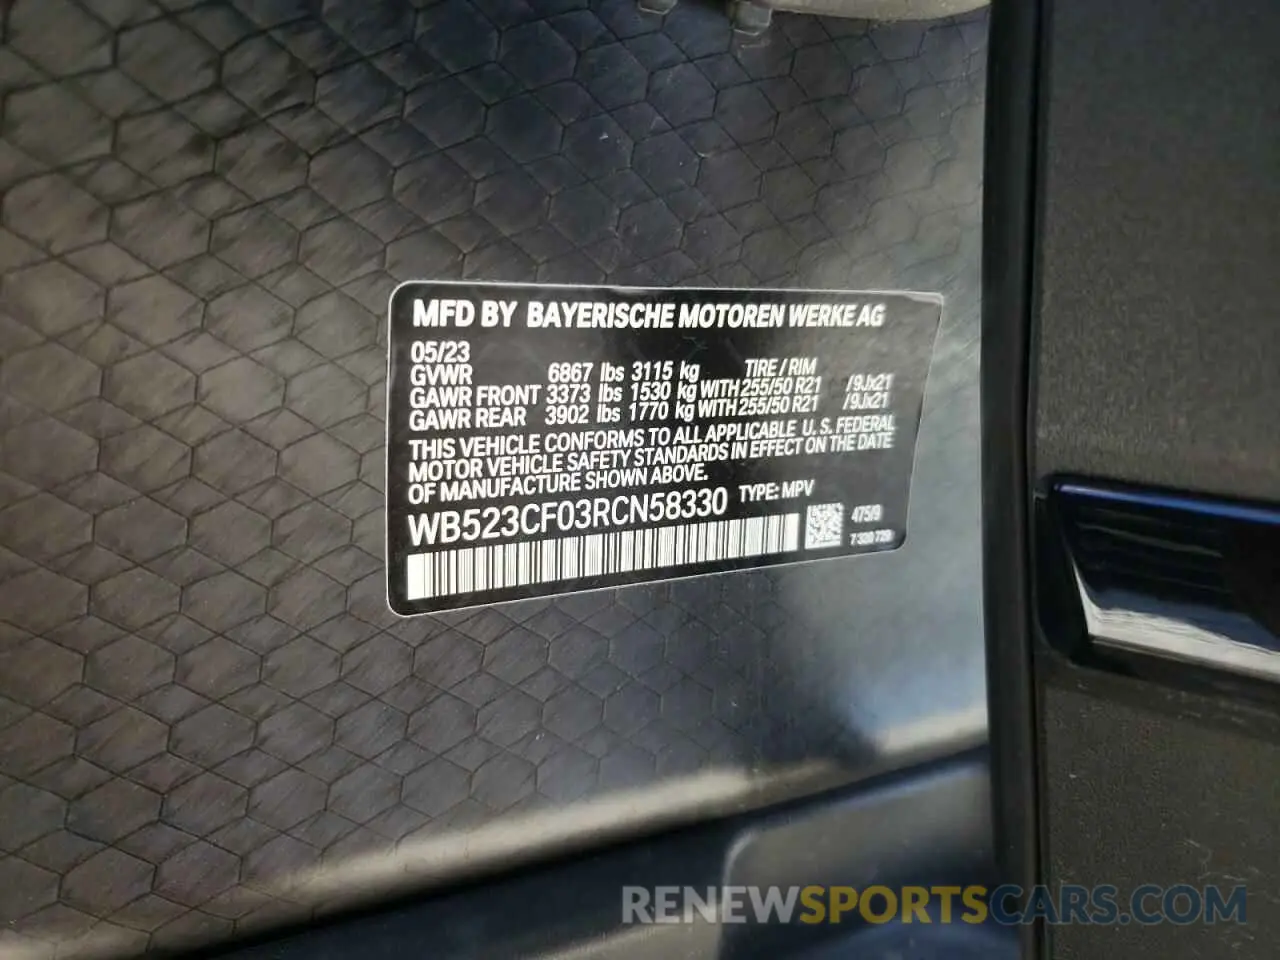 MFD BY BAYERISCHE MOTOREN WERKE AG
05/23
GVWR 6867 lbs 3115 kg TIRE / RIM
GAWR FRONT 3373 lbs 1530 kg WITH 255/50 R21 /9Jx21
GAWR REAR 3902 lbs 1770 kg WITH 255/50 R21 /9Jx21
THIS VEHICLE CONFORMS TO ALL APPLICABLE U. S. FEDERAL
MOTOR VEHICLE SAFETY STANDARDS IN EFFECT ON THE DATE
OF MANUFACTURE SHOWN ABOVE.
WB523CF03RCN58330 TYPE: MPV
475/9
7 320 729
RENEWSPORTSCARS.COM